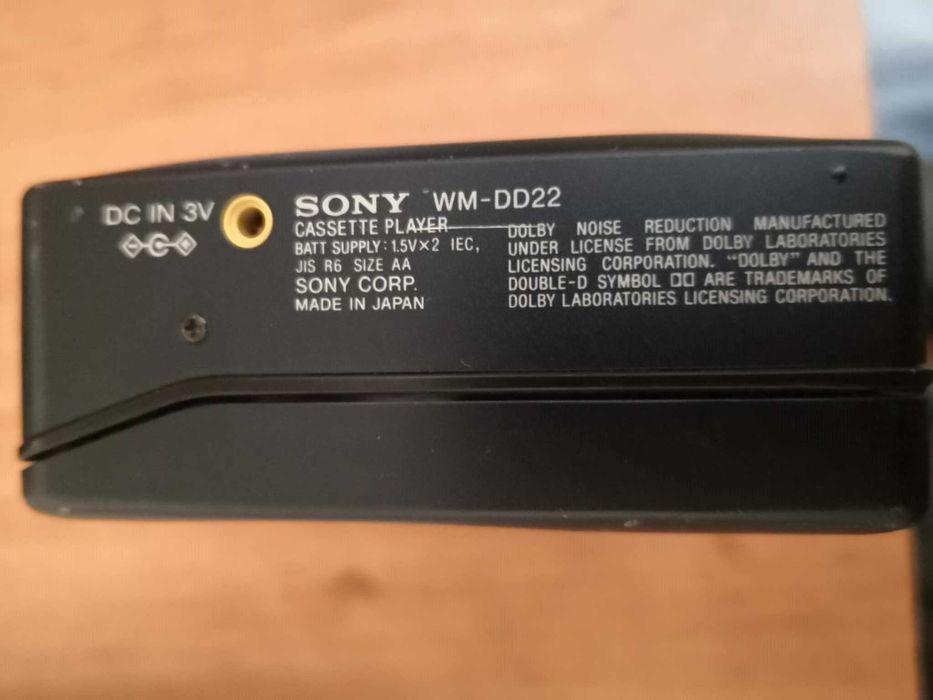 DC IN 3V
SONY WM-DD22
CASSETTE PLAYER
BATT SUPPLY: 1.5V×2 IEC,
JIS R6 SIZE AA
SONY CORP.
MADE IN JAPAN
DOLBY NOISE REDUCTION MANUFACTURED
UNDER LICENSE FROM DOLBY LABORATORIES
LICENSING CORPORATION. "DOLBY" AND THE
DOUBLE-D SYMBOL ARE TRADEMARKS OF
DOLBY LABORATORIES LICENSING CORPORATION.